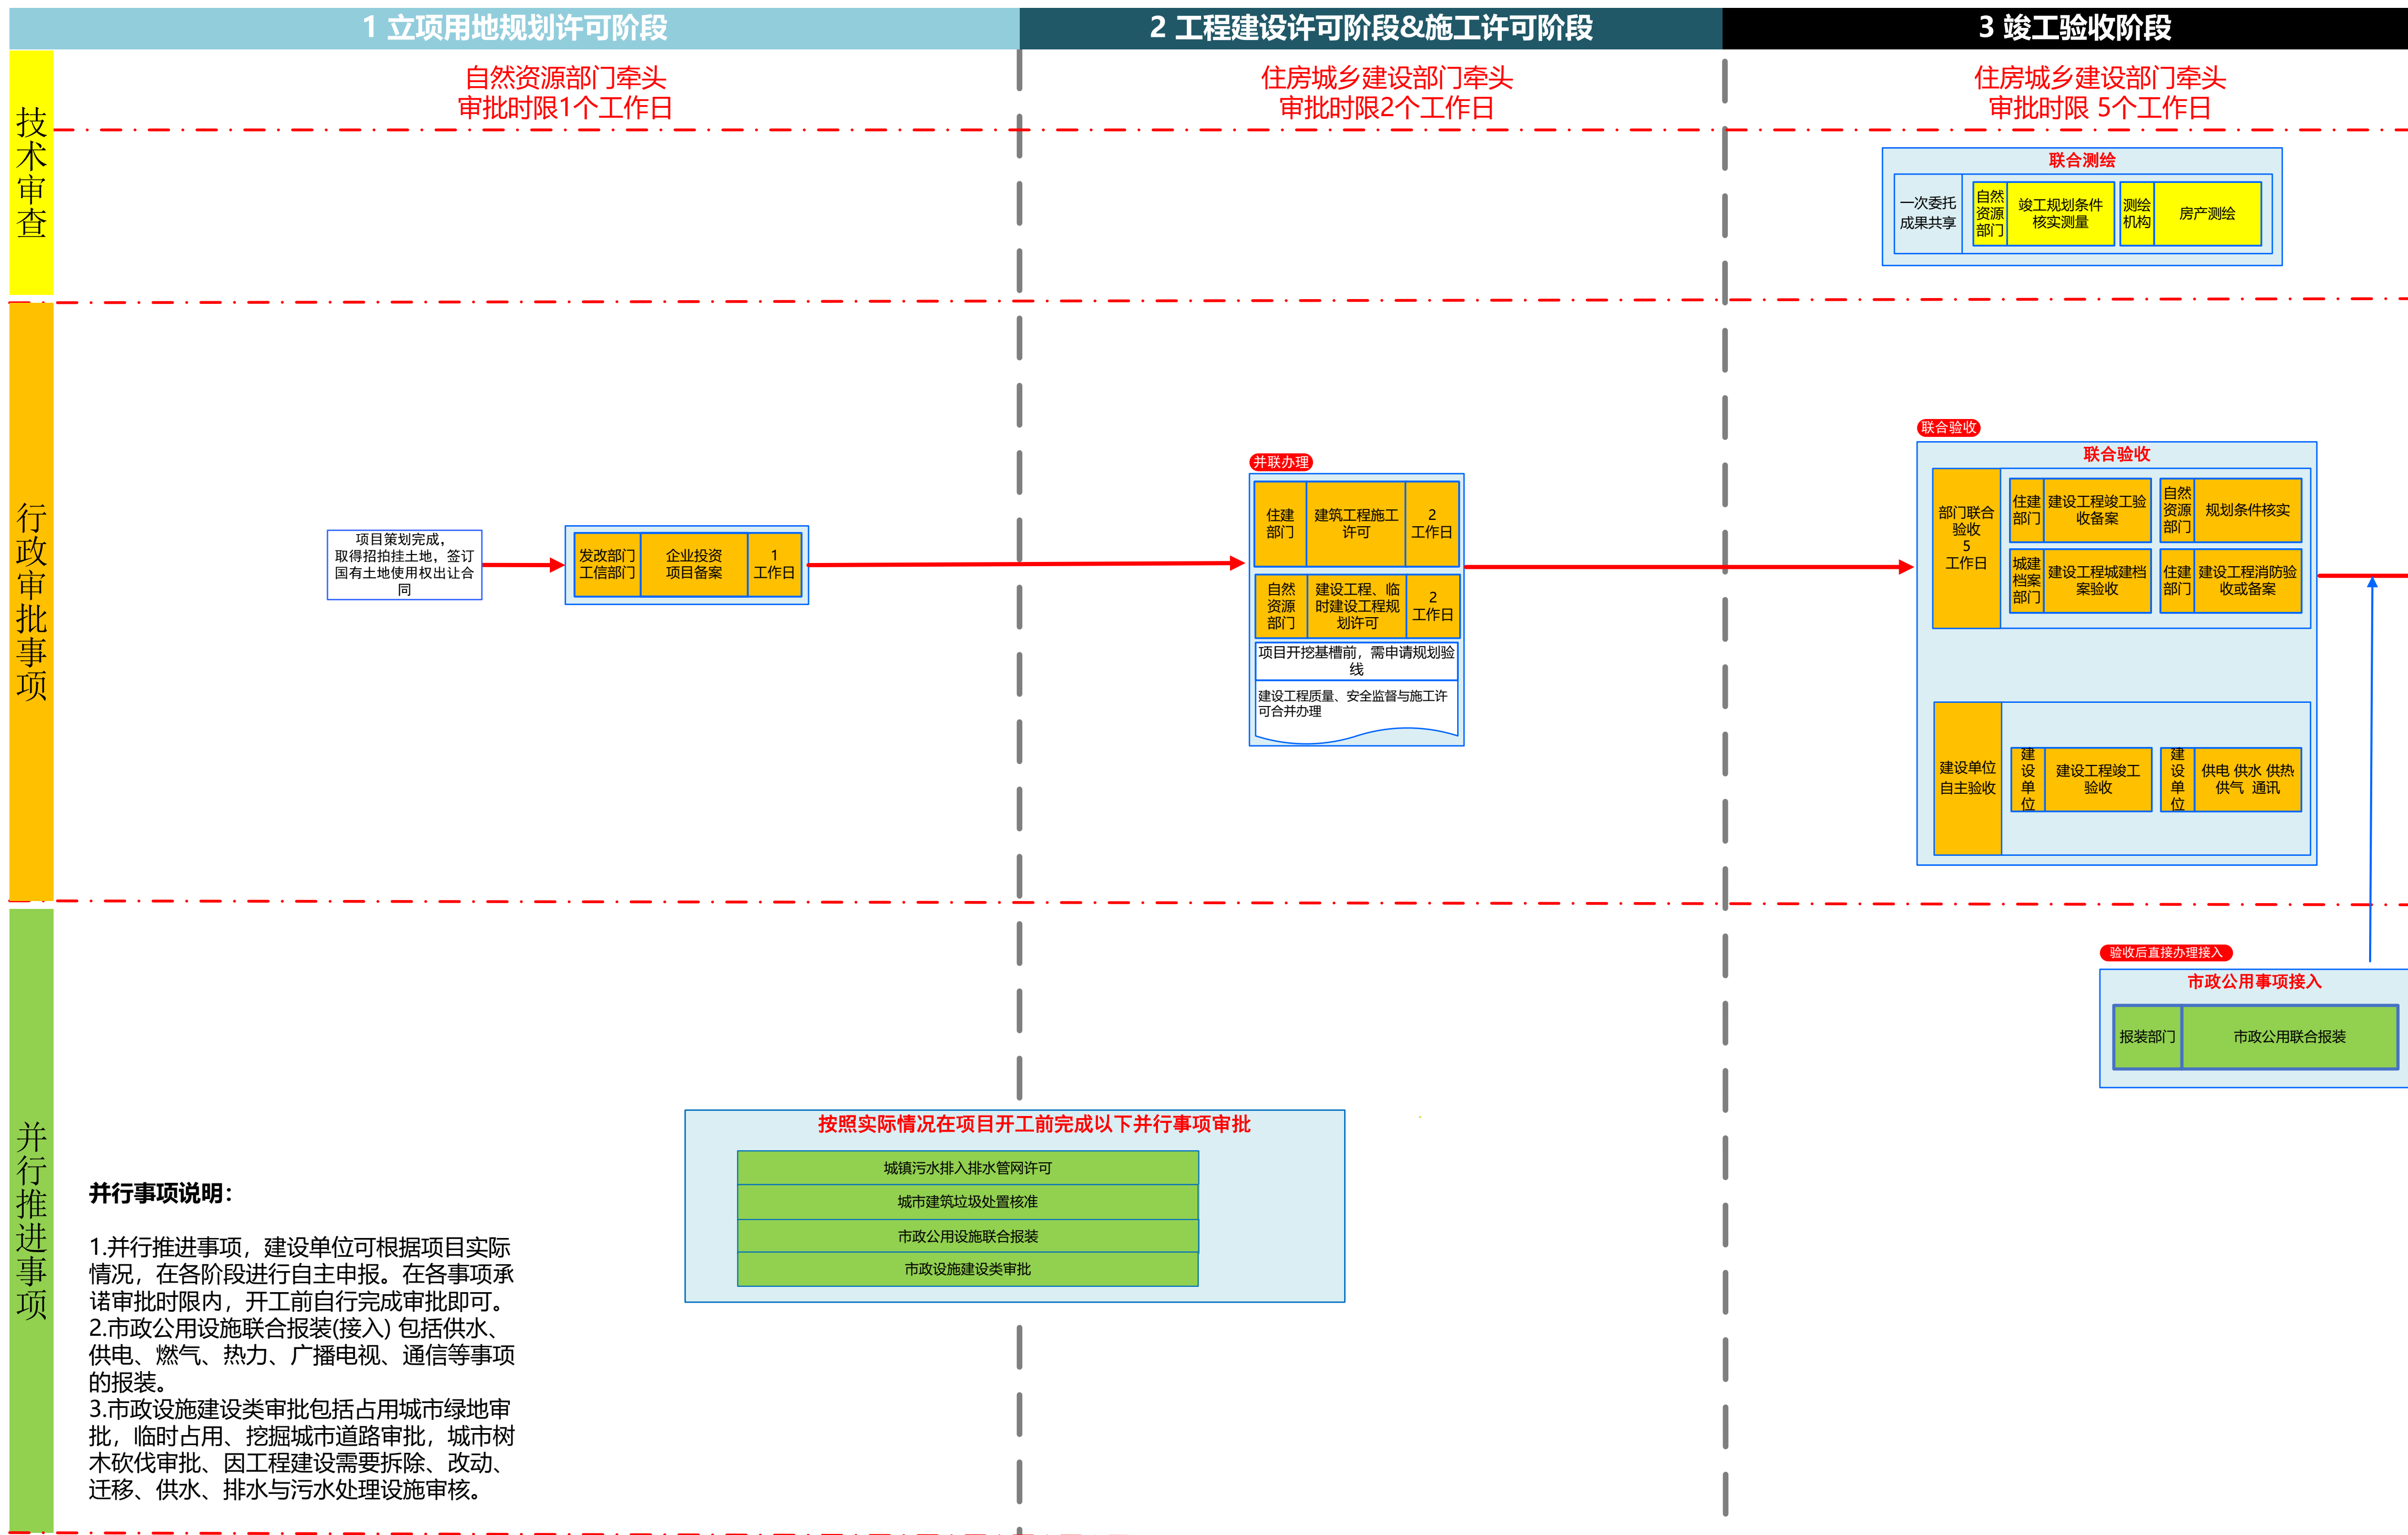 1 立项用地规划许可阶段
2 工程建设许可阶段&施工许可阶段
3 竣工验收阶段
自然资源部门牵头
审批时限1个工作日
住房城乡建设部门牵头
审批时限2个工作日
住房城乡建设部门牵头
审批时限 5个工作日
技术审查
联合测绘
一次委托
成果共享
自然
资源
部门
竣工规划条件
核实测量
测绘
机构
房产测绘
行政审批事项
项目策划完成，
取得招拍挂土地，签订
国有土地使用权出让合
同
发改部门
工信部门
企业投资
项目备案
1
工作日
并联办理
住建
部门
建筑工程施工
许可
2
工作日
自然
资源
部门
建设工程、临
时建设工程规
划许可
2
工作日
项目开挖基槽前，需申请规划验
线
建设工程质量、安全监督与施工许
可合并办理
联合验收
联合验收
部门联合
验收
5
工作日
住建
部门
建设工程竣工验
收备案
自然
资源
部门
规划条件核实
城建
档案
部门
建设工程城建档
案验收
住建
部门
建设工程消防验
收或备案
建设单位
自主验收
建
设
单
位
建设工程竣工
验收
建
设
单
位
供电 供水 供热
供气 通讯
并行推进事项
验收后直接办理接入
市政公用事项接入
报装部门
市政公用联合报装
按照实际情况在项目开工前完成以下并行事项审批
城镇污水排入排水管网许可
城市建筑垃圾处置核准
市政公用设施联合报装
市政设施建设类审批
并行事项说明：
1.并行推进事项，建设单位可根据项目实际
情况，在各阶段进行自主申报。在各事项承
诺审批时限内，开工前自行完成审批即可。
2.市政公用设施联合报装(接入) 包括供水、
供电、燃气、热力、广播电视、通信等事项
的报装。
3.市政设施建设类审批包括占用城市绿地审
批，临时占用、挖掘城市道路审批，城市树
木砍伐审批、因工程建设需要拆除、改动、
迁移、供水、排水与污水处理设施审核。